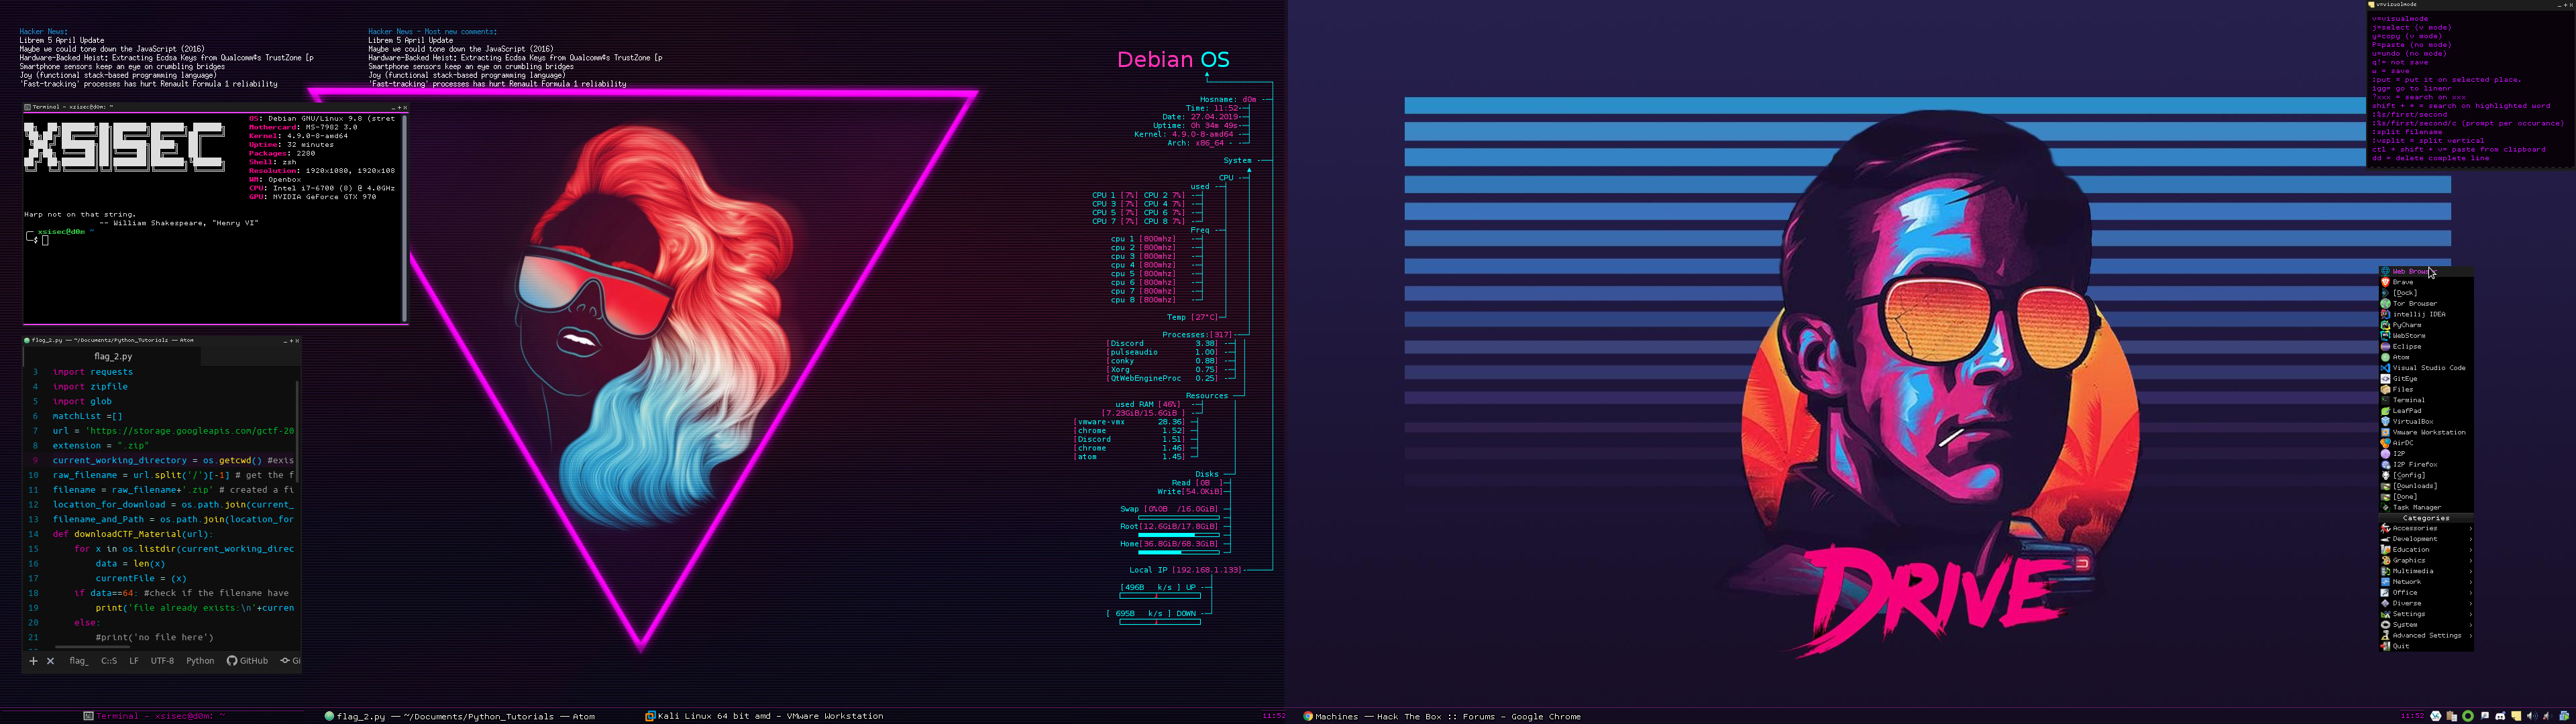 Hacker News:
Librem 5 April Update
Maybe we could tone down the JavaScript (2016)
Hardware-Backed Heist: Extracting Ecdsa Keys from Qualcomm¢s TrustZone [p
Smartphone sensors keep an eye on crumbling bridges
Joy (functional stack-based programming language)
'Fast-tracking' processes has hurt Renault Formula 1 reliability
Hacker News - Most new comments:
Librem 5 April Update
Maybe we could tone down the JavaScript (2016)
Hardware-Backed Heist: Extracting Ecdsa Keys from Qualcomm¢s TrustZone [p
Smartphone sensors keep an eye on crumbling bridges
Joy (functional stack-based programming language)
'Fast-tracking' processes has hurt Renault Formula 1 reliability
Terminal - xsisec@d0m: ~
XSISEC
OS: Debian GNU/Linux 9.8 (stret
Mothercard: MS-7982 3.0
Kernel: 4.9.0-8-amd64
Uptime: 32 minutes
Packages: 2280
Shell: zsh
Resolution: 1920x1080, 1920x108
WM: Openbox
CPU: Intel i7-6700 (8) @ 4.0GHz
GPU: NVIDIA GeForce GTX 970
Harp not on that string.
-- William Shakespeare, "Henry VI"
xsisec@d0m ~
$
flag_2.py — ~/Documents/Python_Tutorials — Atom
flag_2.py
3 import requests
4 import zipfile
5 import glob
6 matchList =[]
7 url = 'https://storage.googleapis.com/gctf-20
8 extension = ".zip"
9 current_working_directory = os.getcwd() #exis
10 raw_filename = url.split('/')[-1] # get the f
11 filename = raw_filename+'.zip' # created a fi
12 location_for_download = os.path.join(current_
13 filename_and_Path = os.path.join(location_for
14 def downloadCTF_Material(url):
15 for x in os.listdir(current_working_direc
16 data = len(x)
17 currentFile = (x)
18 if data==64: #check if the filename have
19 print('file already exists:\n'+curren
20 else:
21 #print('no file here')
+ × flag_ C::S LF UTF-8 Python GitHub Gi
Debian OS
Hosname: d0m
Time: 11:52
Date: 27.04.2019
Uptime: 0h 34m 49s
Kernel: 4.9.0-8-amd64
Arch: x86_64 -
System
CPU
used
CPU 1 [7%] CPU 2 7%]
CPU 3 [7%] CPU 4 7%]
CPU 5 [7%] CPU 6 7%]
CPU 7 [7%] CPU 8 7%]
Freq
cpu 1 [800mhz]
cpu 2 [800mhz]
cpu 3 [800mhz]
cpu 4 [800mhz]
cpu 5 [800mhz]
cpu 6 [800mhz]
cpu 7 [800mhz]
cpu 8 [800mhz]
Temp [27°C]
Processes:[317]
[Discord 3.38]
[pulseaudio 1.00]
[conky 0.88]
[Xorg 0.75]
[QtWebEngineProc 0.25]
Resources
used RAM [46%]
[7.23GiB/15.6GiB ]
[vmware-vmx 28.36]
[chrome 1.52]
[Discord 1.51]
[chrome 1.46]
[atom 1.45]
Disks
Read [0B ]
Write[54.0KiB]
Swap [0%0B /16.0GiB]
Root[12.6GiB/17.8GiB]
Home[36.8GiB/68.3GiB]
Local IP [192.168.1.133]
[496B k/s ] UP
[ 695B k/s ] DOWN
vmvisualmode
v=visualmode
j=select (v mode)
y=copy (v mode)
P=paste (no mode)
u=undo (no mode)
q!= not save
w = save
:put = put it on selected place.
:ggr go to linenr
?xxx = search on xxx
shift + * = search on highlighted word
:%s/first/second
:%s/first/second/c (prompt per occurance)
:split filename
:vsplit = split vertical
ctl + shift + v= paste from clipboard
dd = delete complete line
DRIVE
Web Brow
Brave
[Dock]
Tor Browser
intellij IDEA
PyCharm
WebStorm
Eclipse
Atom
Visual Studio Code
GitEye
Files
Terminal
LeafPad
VirtualBox
Vmware Workstation
AirDC
I2P
I2P Firefox
[Config]
[Downloads]
[Done]
Task Manager
Categories
Accessories
Development
Education
Graphics
Multimedia
Network
Office
Diverse
Settings
System
Advanced Settings
Quit
Terminal - xsisec@d0m: ~
flag_2.py — ~/Documents/Python_Tutorials — Atom
Kali Linux 64 bit amd - VMware Workstation
11:52
Machines — Hack The Box :: Forums - Google Chrome
11:52